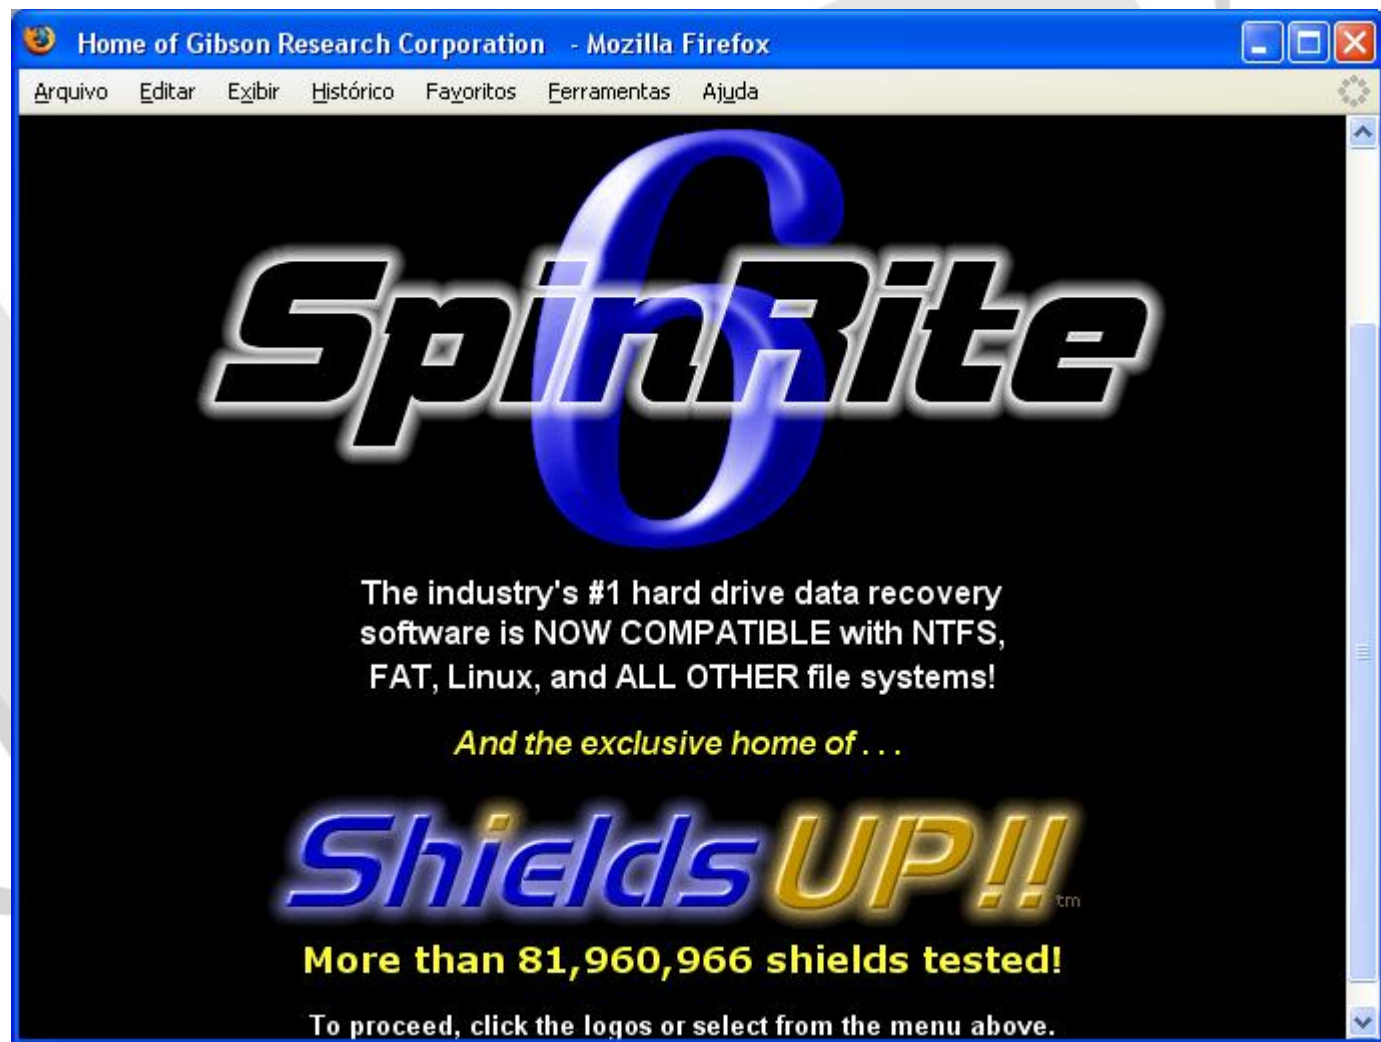 Home of Gibson Research Corporation - Mozilla Firefox
Arquivo Editar Exibir Histórico Favoritos Ferramentas Ajuda
6
SpinRite
The industry's #1 hard drive data recovery
software is NOW COMPATIBLE with NTFS,
FAT, Linux, and ALL OTHER file systems!
And the exclusive home of . . .
ShieldsUP!! tm
More than 81,960,966 shields tested!
To proceed, click the logos or select from the menu above.